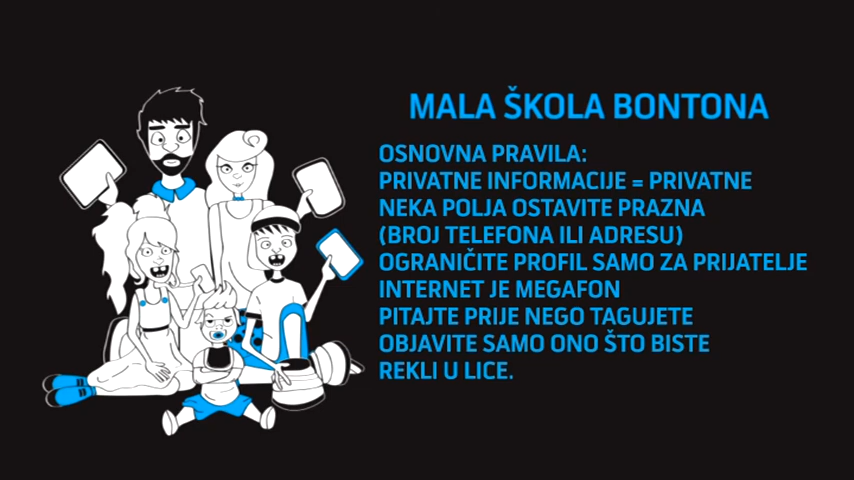 MALA ŠKOLA BONTONA
OSNOVNA PRAVILA:
PRIVATNE INFORMACIJE = PRIVATNE
NEKA POLJA OSTAVITE PRAZNA
(BROJ TELEFONA ILI ADRESU)
OGRANIČITE PROFIL SAMO ZA PRIJATELJE
INTERNET JE MEGAFON
PITAJTE PRIJE NEGO TAGUJETE
OBJAVITE SAMO ONO ŠTO BISTE
REKLI U LICE.